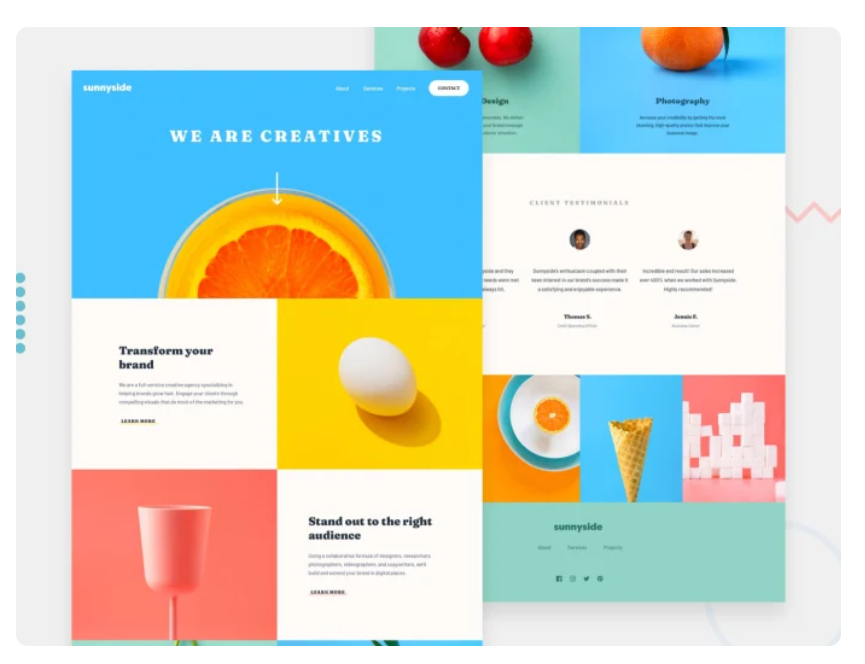 sunnyside
About Services Projects CONTACT
WE ARE CREATIVES
Transform your
brand
We are a full-service creative agency specializing in
helping brands grow fast. Engage your clients through
compelling visuals that do most of the marketing for you.
LEARN MORE
Stand out to the right
audience
Using a collaborative formula of designers, researchers
photographers, videographers, and copywriters, we'll
build and extend your brand in digital places.
LEARN MORE
Design
Photography
Increase your credibility by getting the most
stunning, high-quality photos that improve your
business image.
CLIENT TESTIMONIALS
Sunnyside's enthusiasm coupled with their
keen interest in our brand's success made it
a satisfying and enjoyable experience.
Thomas S.
Chief Operating Officer
Incredible end result! Our sales increased
over 400% when we worked with Sunnyside.
Highly recommended!
Jennie F.
Business Owner
sunnyside
About Services Projects